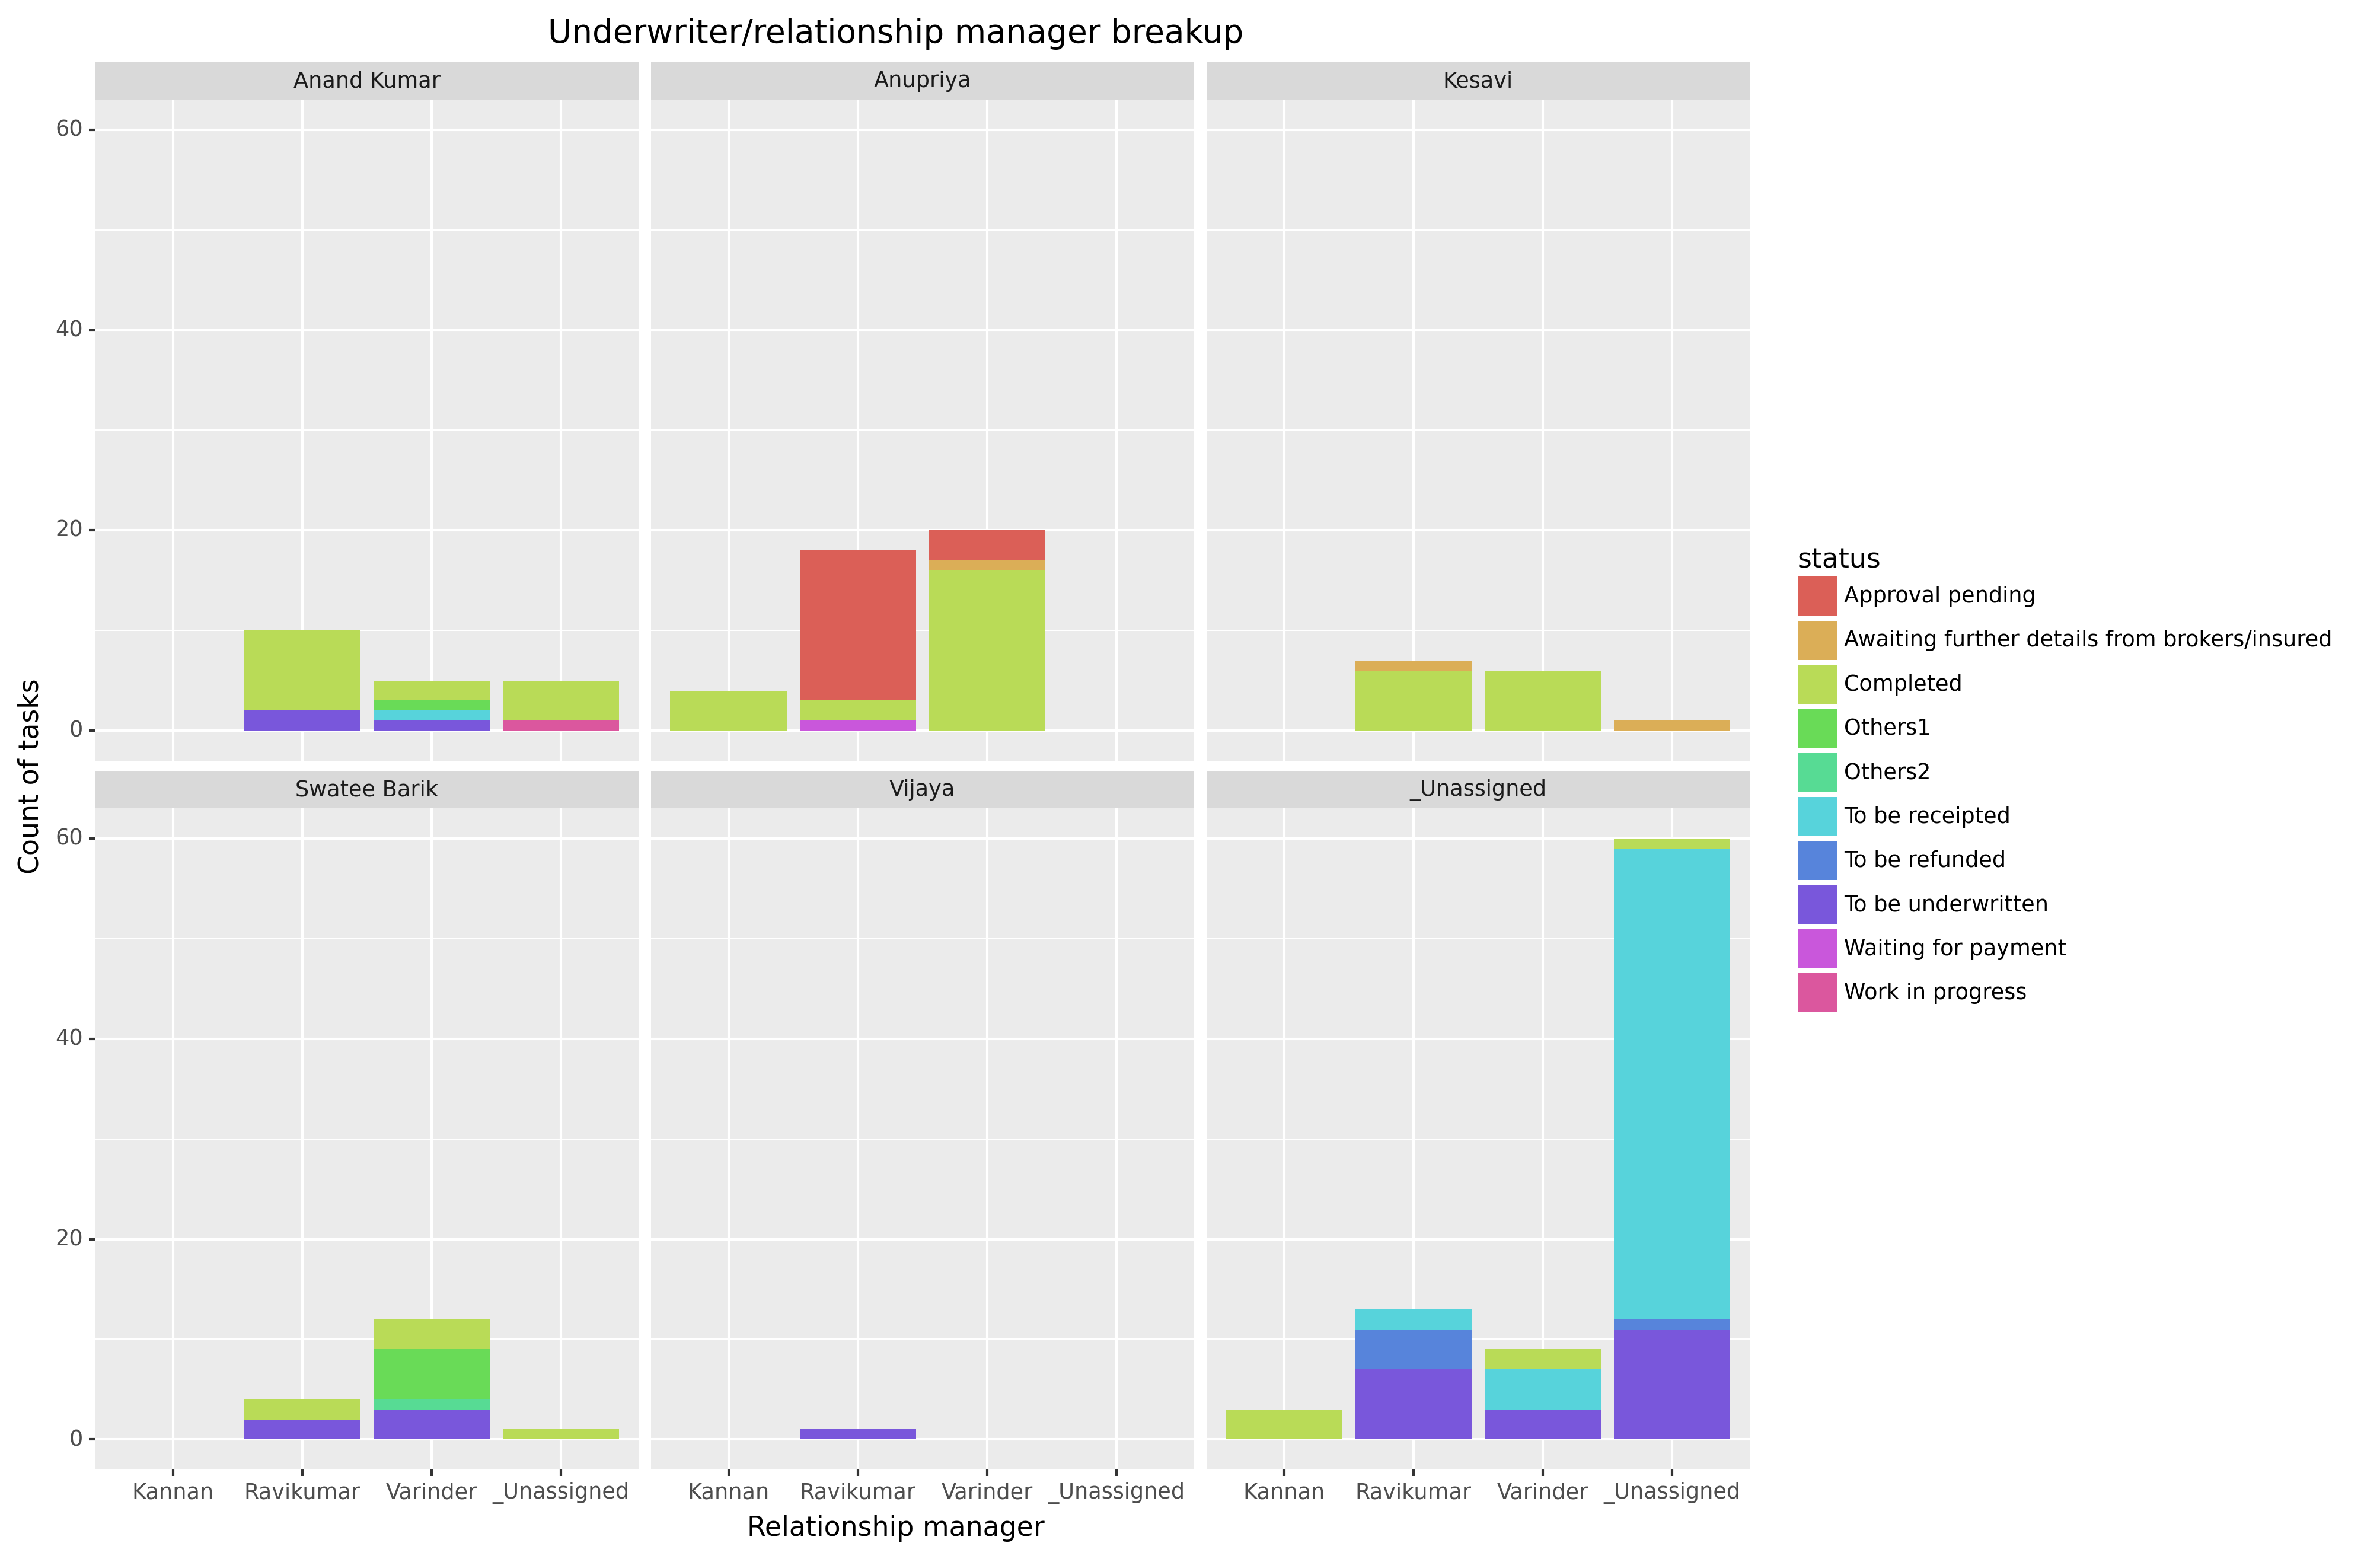 Underwriter/relationship manager breakup
Anand Kumar
Anupriya
Kesavi
60
40
20
0
Swatee Barik
Vijaya
_Unassigned
60
40
20
0
Kannan Ravikumar Varinder _Unassigned
Kannan Ravikumar Varinder _Unassigned
Kannan Ravikumar Varinder _Unassigned
Relationship manager
Count of tasks
status
Approval pending
Awaiting further details from brokers/insured
Completed
Others1
Others2
To be receipted
To be refunded
To be underwritten
Waiting for payment
Work in progress